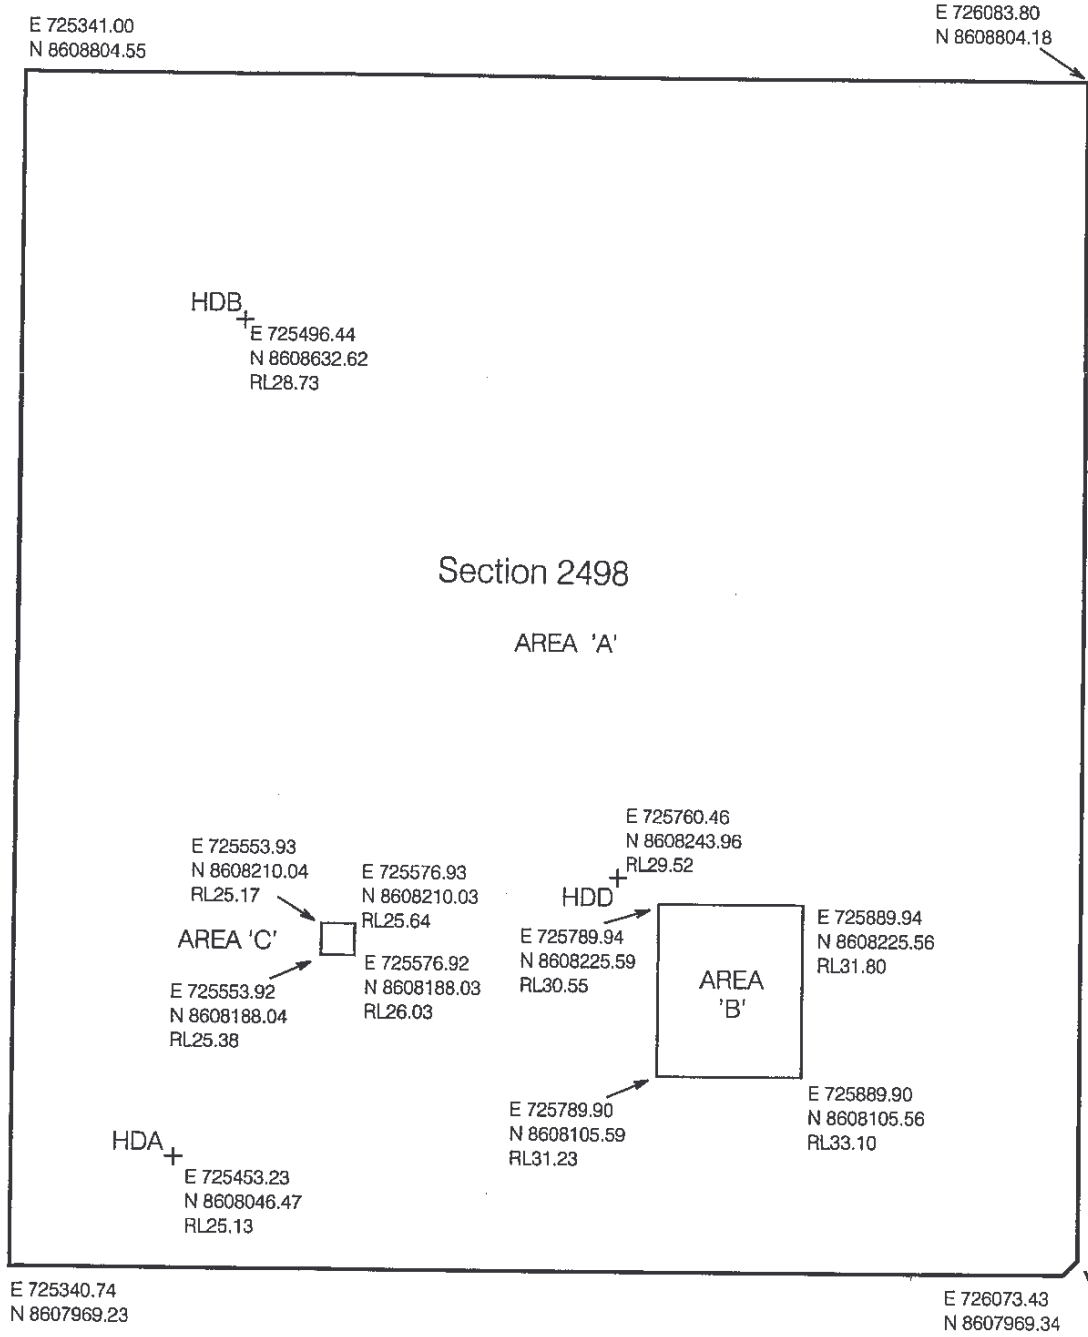 E 725341.00
N 8608804.55
E 726083.80
N 8608804.18
HDB
E 725496.44
N 8608632.62
RL28.73
Section 2498
AREA 'A'
E 725553.93
N 8608210.04
RL25.17
E 725576.93
N 8608210.03
RL25.64
AREA 'C'
E 725553.92
N 8608188.04
RL25.38
E 725576.92
N 8608188.03
RL26.03
E 725760.46
N 8608243.96
RL29.52
HDD
E 725789.94
N 8608225.59
RL30.55
E 725889.94
N 8608225.56
RL31.80
AREA
'B'
E 725789.90
N 8608105.59
RL31.23
E 725889.90
N 8608105.56
RL33.10
HDA
E 725453.23
N 8608046.47
RL25.13
E 725340.74
N 8607969.23
E 726073.43
N 8607969.34